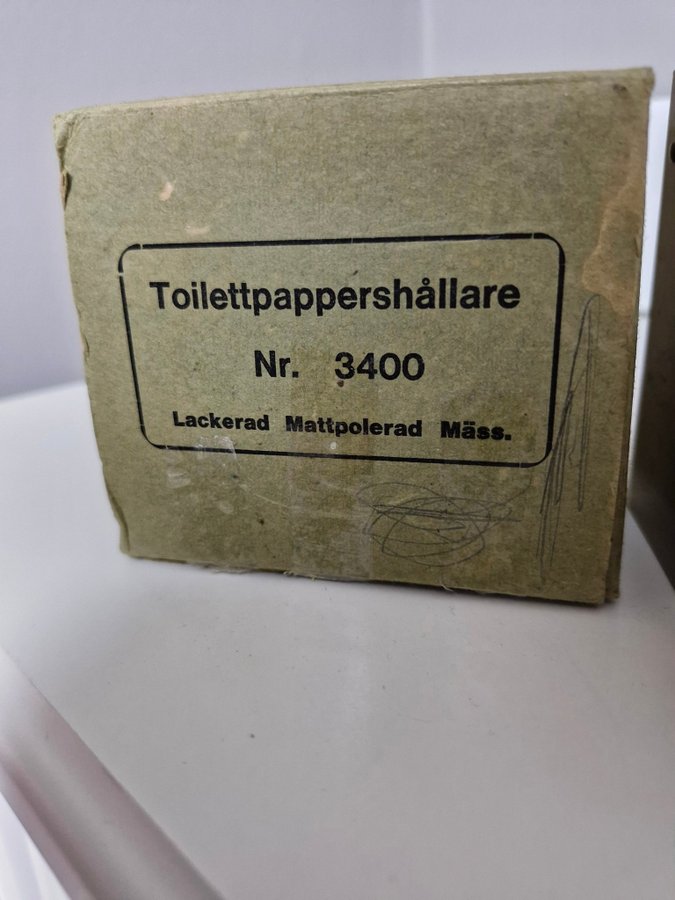 Toilettpappershållare
Nr. 3400
Lackerad Mattpolerad Mäss.